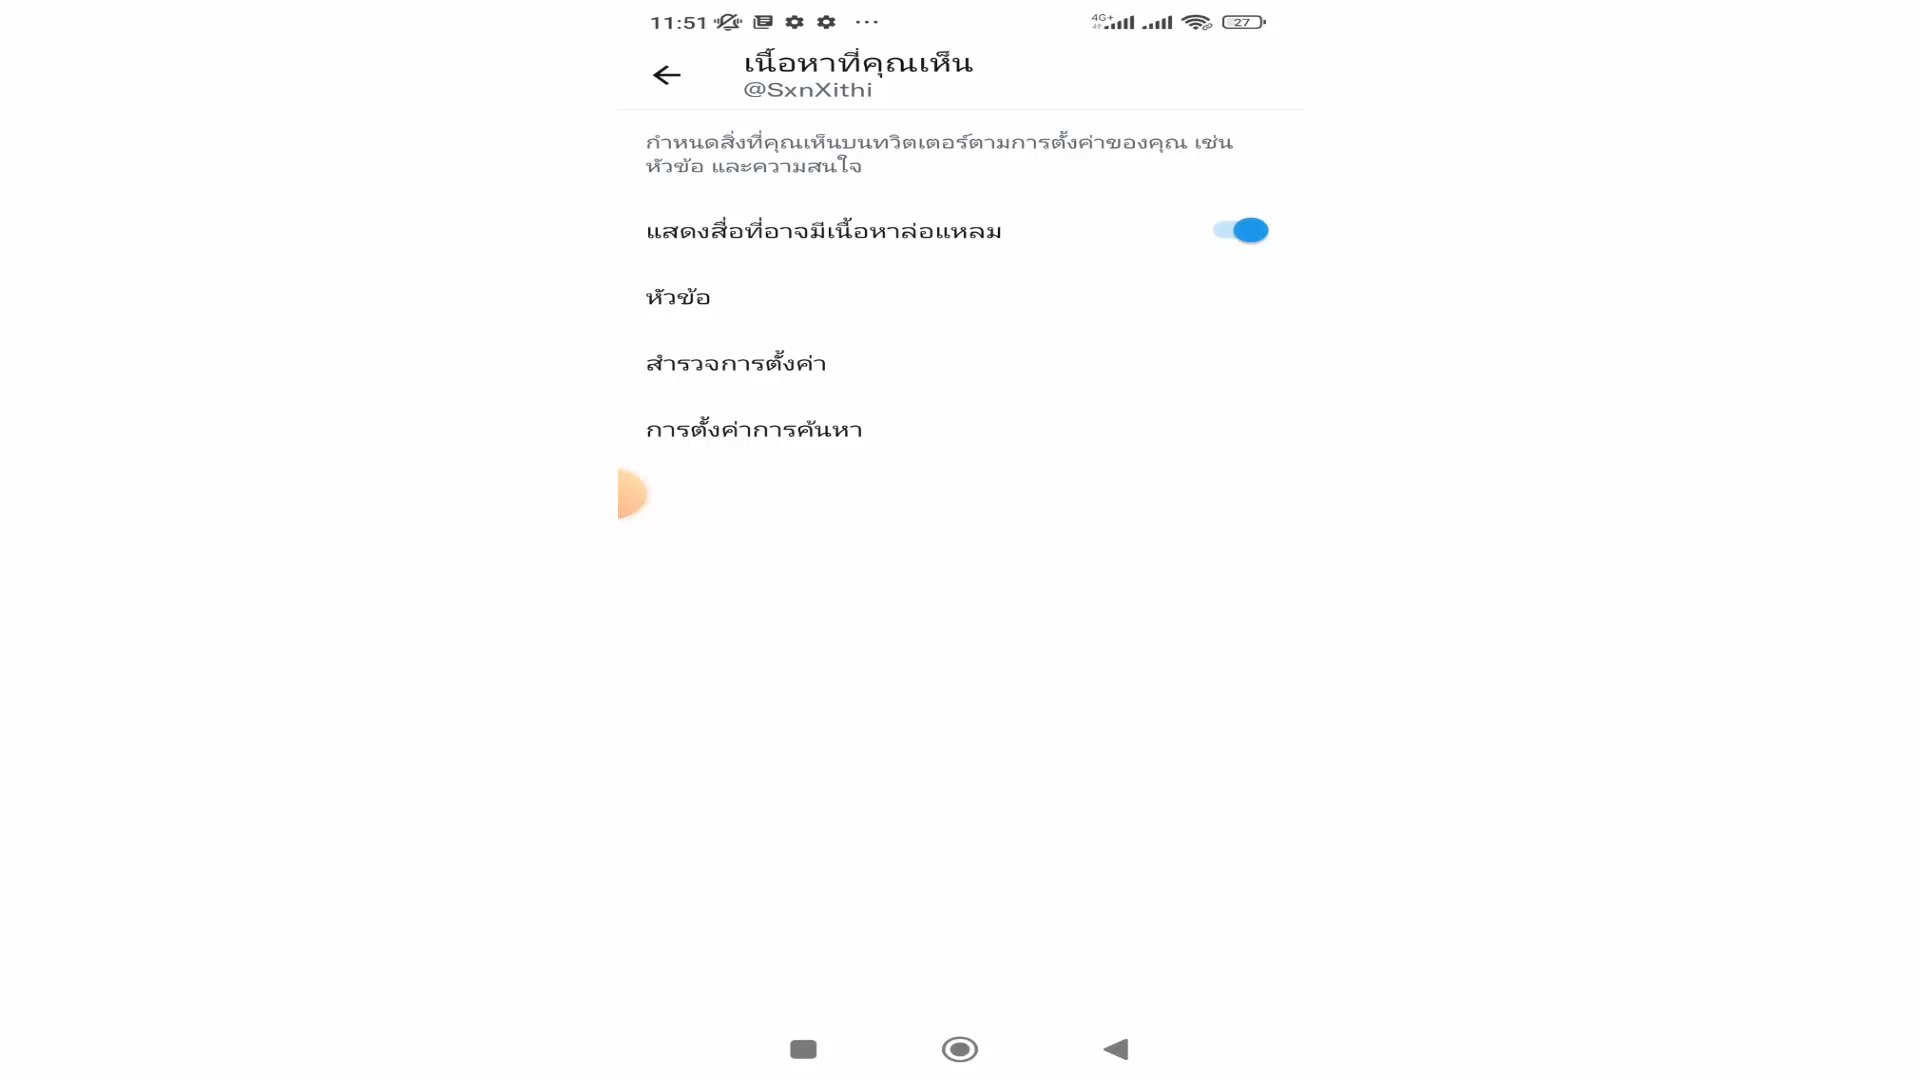 11:51 4G+ 27
เนื้อหาที่คุณเห็น
@SxnXithi
กำหนดสิ่งที่คุณเห็นบนทวิตเตอร์ตามการตั้งค่าของคุณ เช่น
หัวข้อ และความสนใจ
แสดงสื่อที่อาจมีเนื้อหาล่อแหลม
หัวข้อ
สำรวจการตั้งค่า
การตั้งค่าการค้นหา